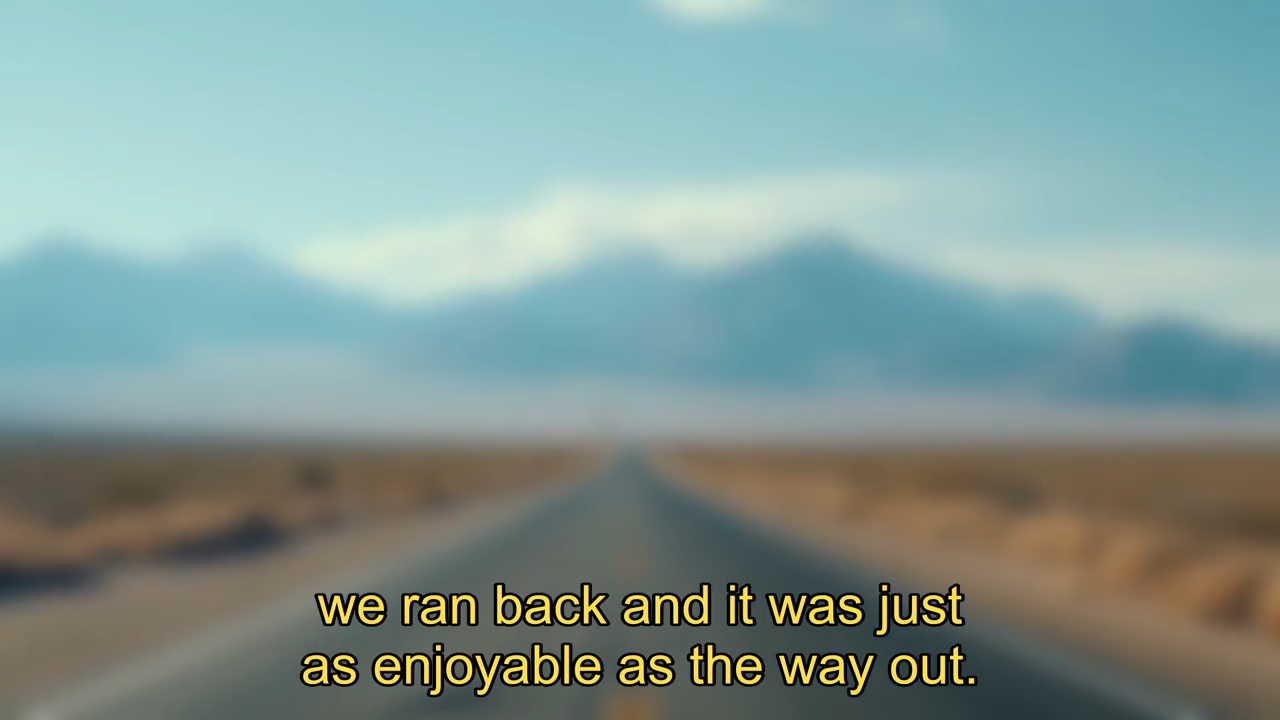 we ran back and it was just
as enjoyable as the way out.